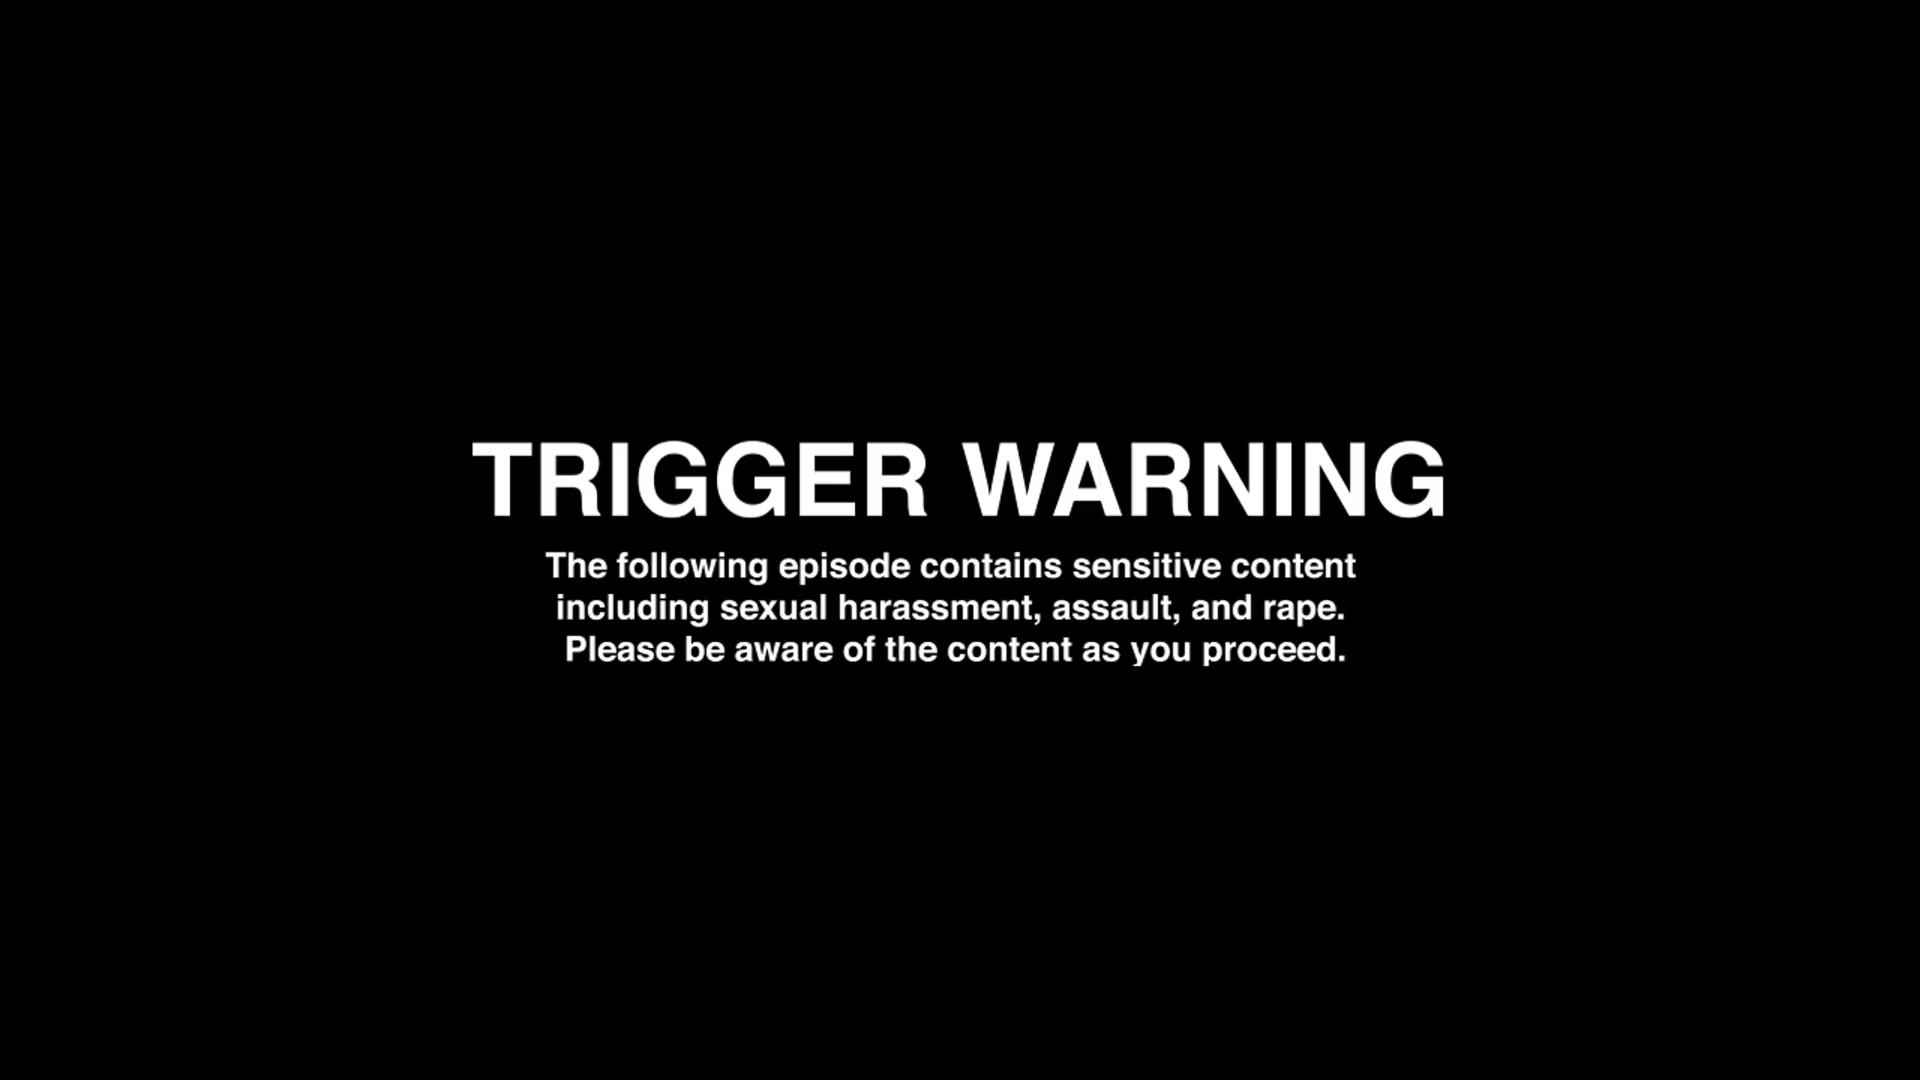 TRIGGER WARNING
The following episode contains sensitive content
including sexual harassment, assault, and rape.
Please be aware of the content as you proceed.